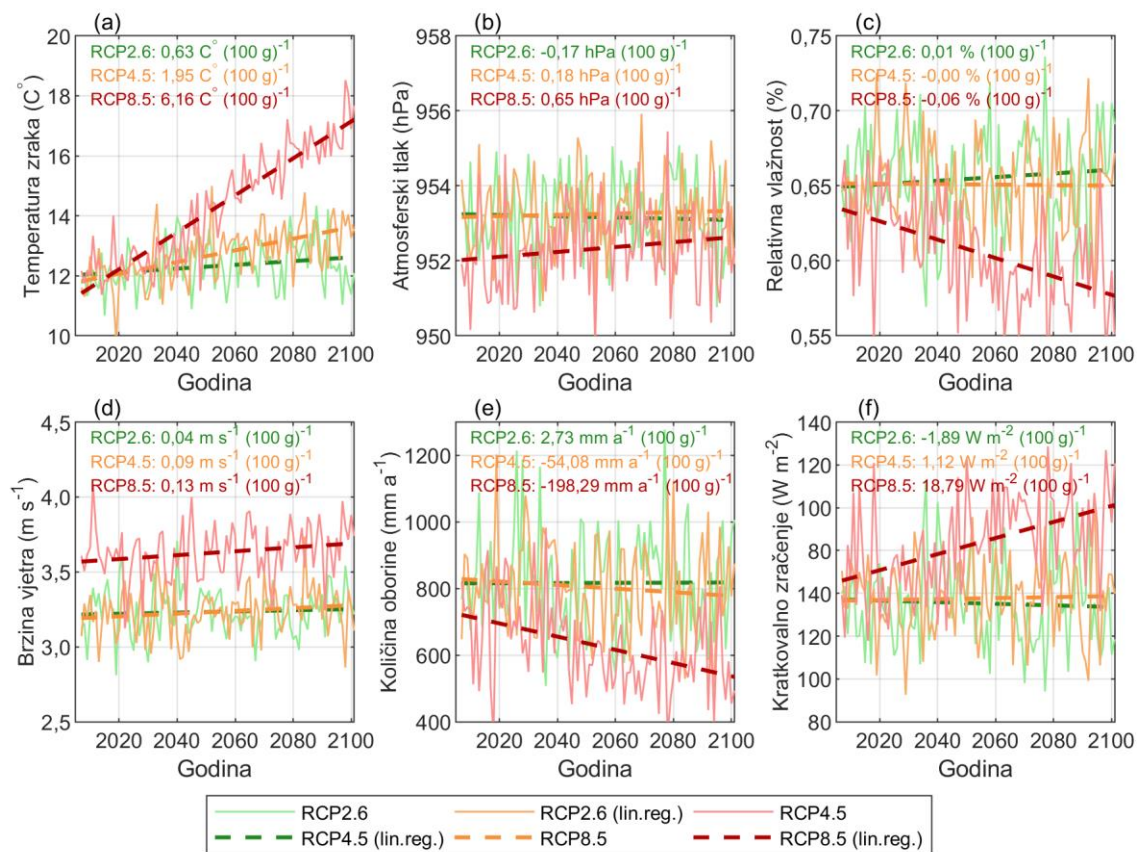 (a)
RCP2.6: 0,63 C° (100 g)⁻¹
RCP4.5: 1,95 C° (100 g)⁻¹
RCP8.5: 6,16 C° (100 g)⁻¹
Temperatura zraka (C°)
20
18
16
14
12
10
2020 2040 2060 2080 2100
Godina
(b)
RCP2.6: -0,17 hPa (100 g)⁻¹
RCP4.5: 0,18 hPa (100 g)⁻¹
RCP8.5: 0,65 hPa (100 g)⁻¹
Atmosferski tlak (hPa)
958
956
954
952
950
2020 2040 2060 2080 2100
Godina
(c)
RCP2.6: 0,01 % (100 g)⁻¹
RCP4.5: -0,00 % (100 g)⁻¹
RCP8.5: -0,06 % (100 g)⁻¹
Relativna vlažnost (%)
0,75
0,70
0,65
0,60
0,55
2020 2040 2060 2080 2100
Godina
(d)
RCP2.6: 0,04 m s⁻¹ (100 g)⁻¹
RCP4.5: 0,09 m s⁻¹ (100 g)⁻¹
RCP8.5: 0,13 m s⁻¹ (100 g)⁻¹
Brzina vjetra (m s⁻¹)
4,5
4,0
3,5
3,0
2,5
2020 2040 2060 2080 2100
Godina
(e)
RCP2.6: 2,73 mm a⁻¹ (100 g)⁻¹
RCP4.5: -54,08 mm a⁻¹ (100 g)⁻¹
RCP8.5: -198,29 mm a⁻¹ (100 g)⁻¹
Količina oborine (mm a⁻¹)
1200
1000
800
600
400
2020 2040 2060 2080 2100
Godina
(f)
RCP2.6: -1,89 W m⁻² (100 g)⁻¹
RCP4.5: 1,12 W m⁻² (100 g)⁻¹
RCP8.5: 18,79 W m⁻² (100 g)⁻¹
Kratkovalno zračenje (W m⁻²)
140
120
100
80
60
140
120
100
80
2020 2040 2060 2080 2100
Godina
RCP2.6 RCP2.6 (lin.reg.) RCP4.5
RCP4.5 (lin.reg.) RCP8.5 RCP8.5 (lin.reg.)